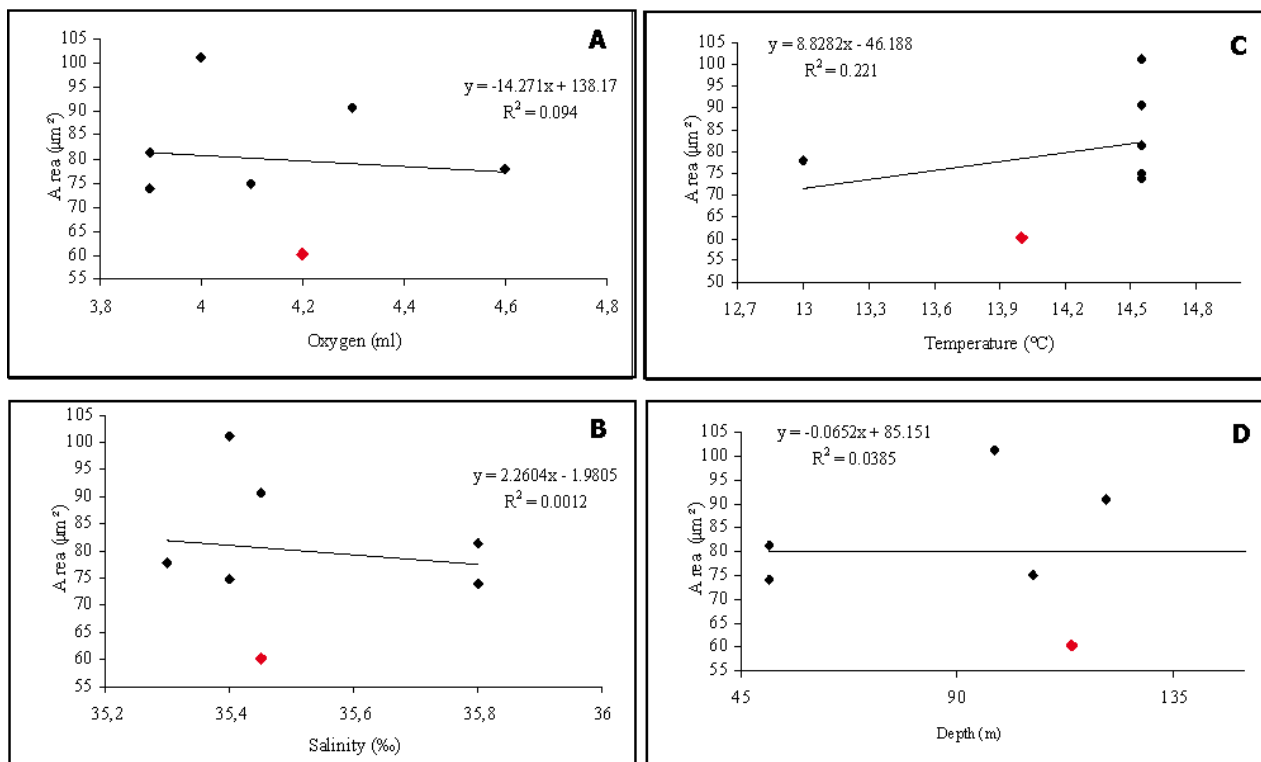 A
y = -14.271x + 138.17
R² = 0.094
Area (µm²)
105
100
95
90
85
80
75
70
65
60
55
3,8 4 4,2 4,4 4,6 4,8
Oxygen (ml)
C
y = 8.8282x - 46.188
R² = 0.221
Area (µm²)
105
100
95
90
85
80
75
70
65
60
55
50
12,7 13 13,3 13,6 13,9 14,2 14,5 14,8
Temperature (°C)
B
y = 2.2604x - 1.9805
R² = 0.0012
Area (µm²)
105
100
95
90
85
80
75
70
65
60
55
35,2 35,4 35,6 35,8 36
Salinity (‰)
D
y = -0.0652x + 85.151
R² = 0.0385
Area (µm²)
105
100
95
90
85
80
75
70
65
60
55
45 90 135
Depth (m)